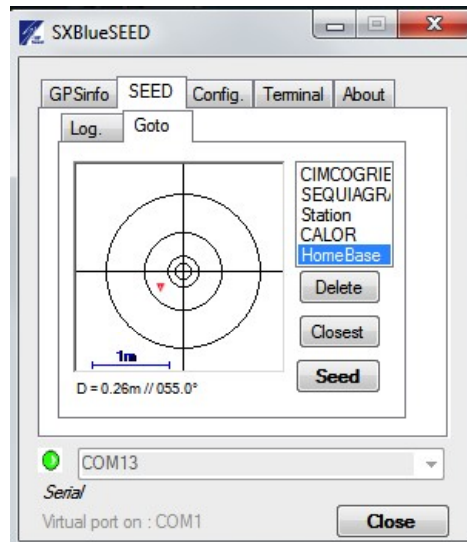 SXBlueSEED
GPSinfo SEED Config. Terminal About
Log. Goto
CIMCOGRIE
SEQUIAGR
Station
CALOR
HomeBase
Delete
Closest
Seed
1m
D = 0.26m // 055.0°
COM13
Serial
Virtual port on : COM1
Close